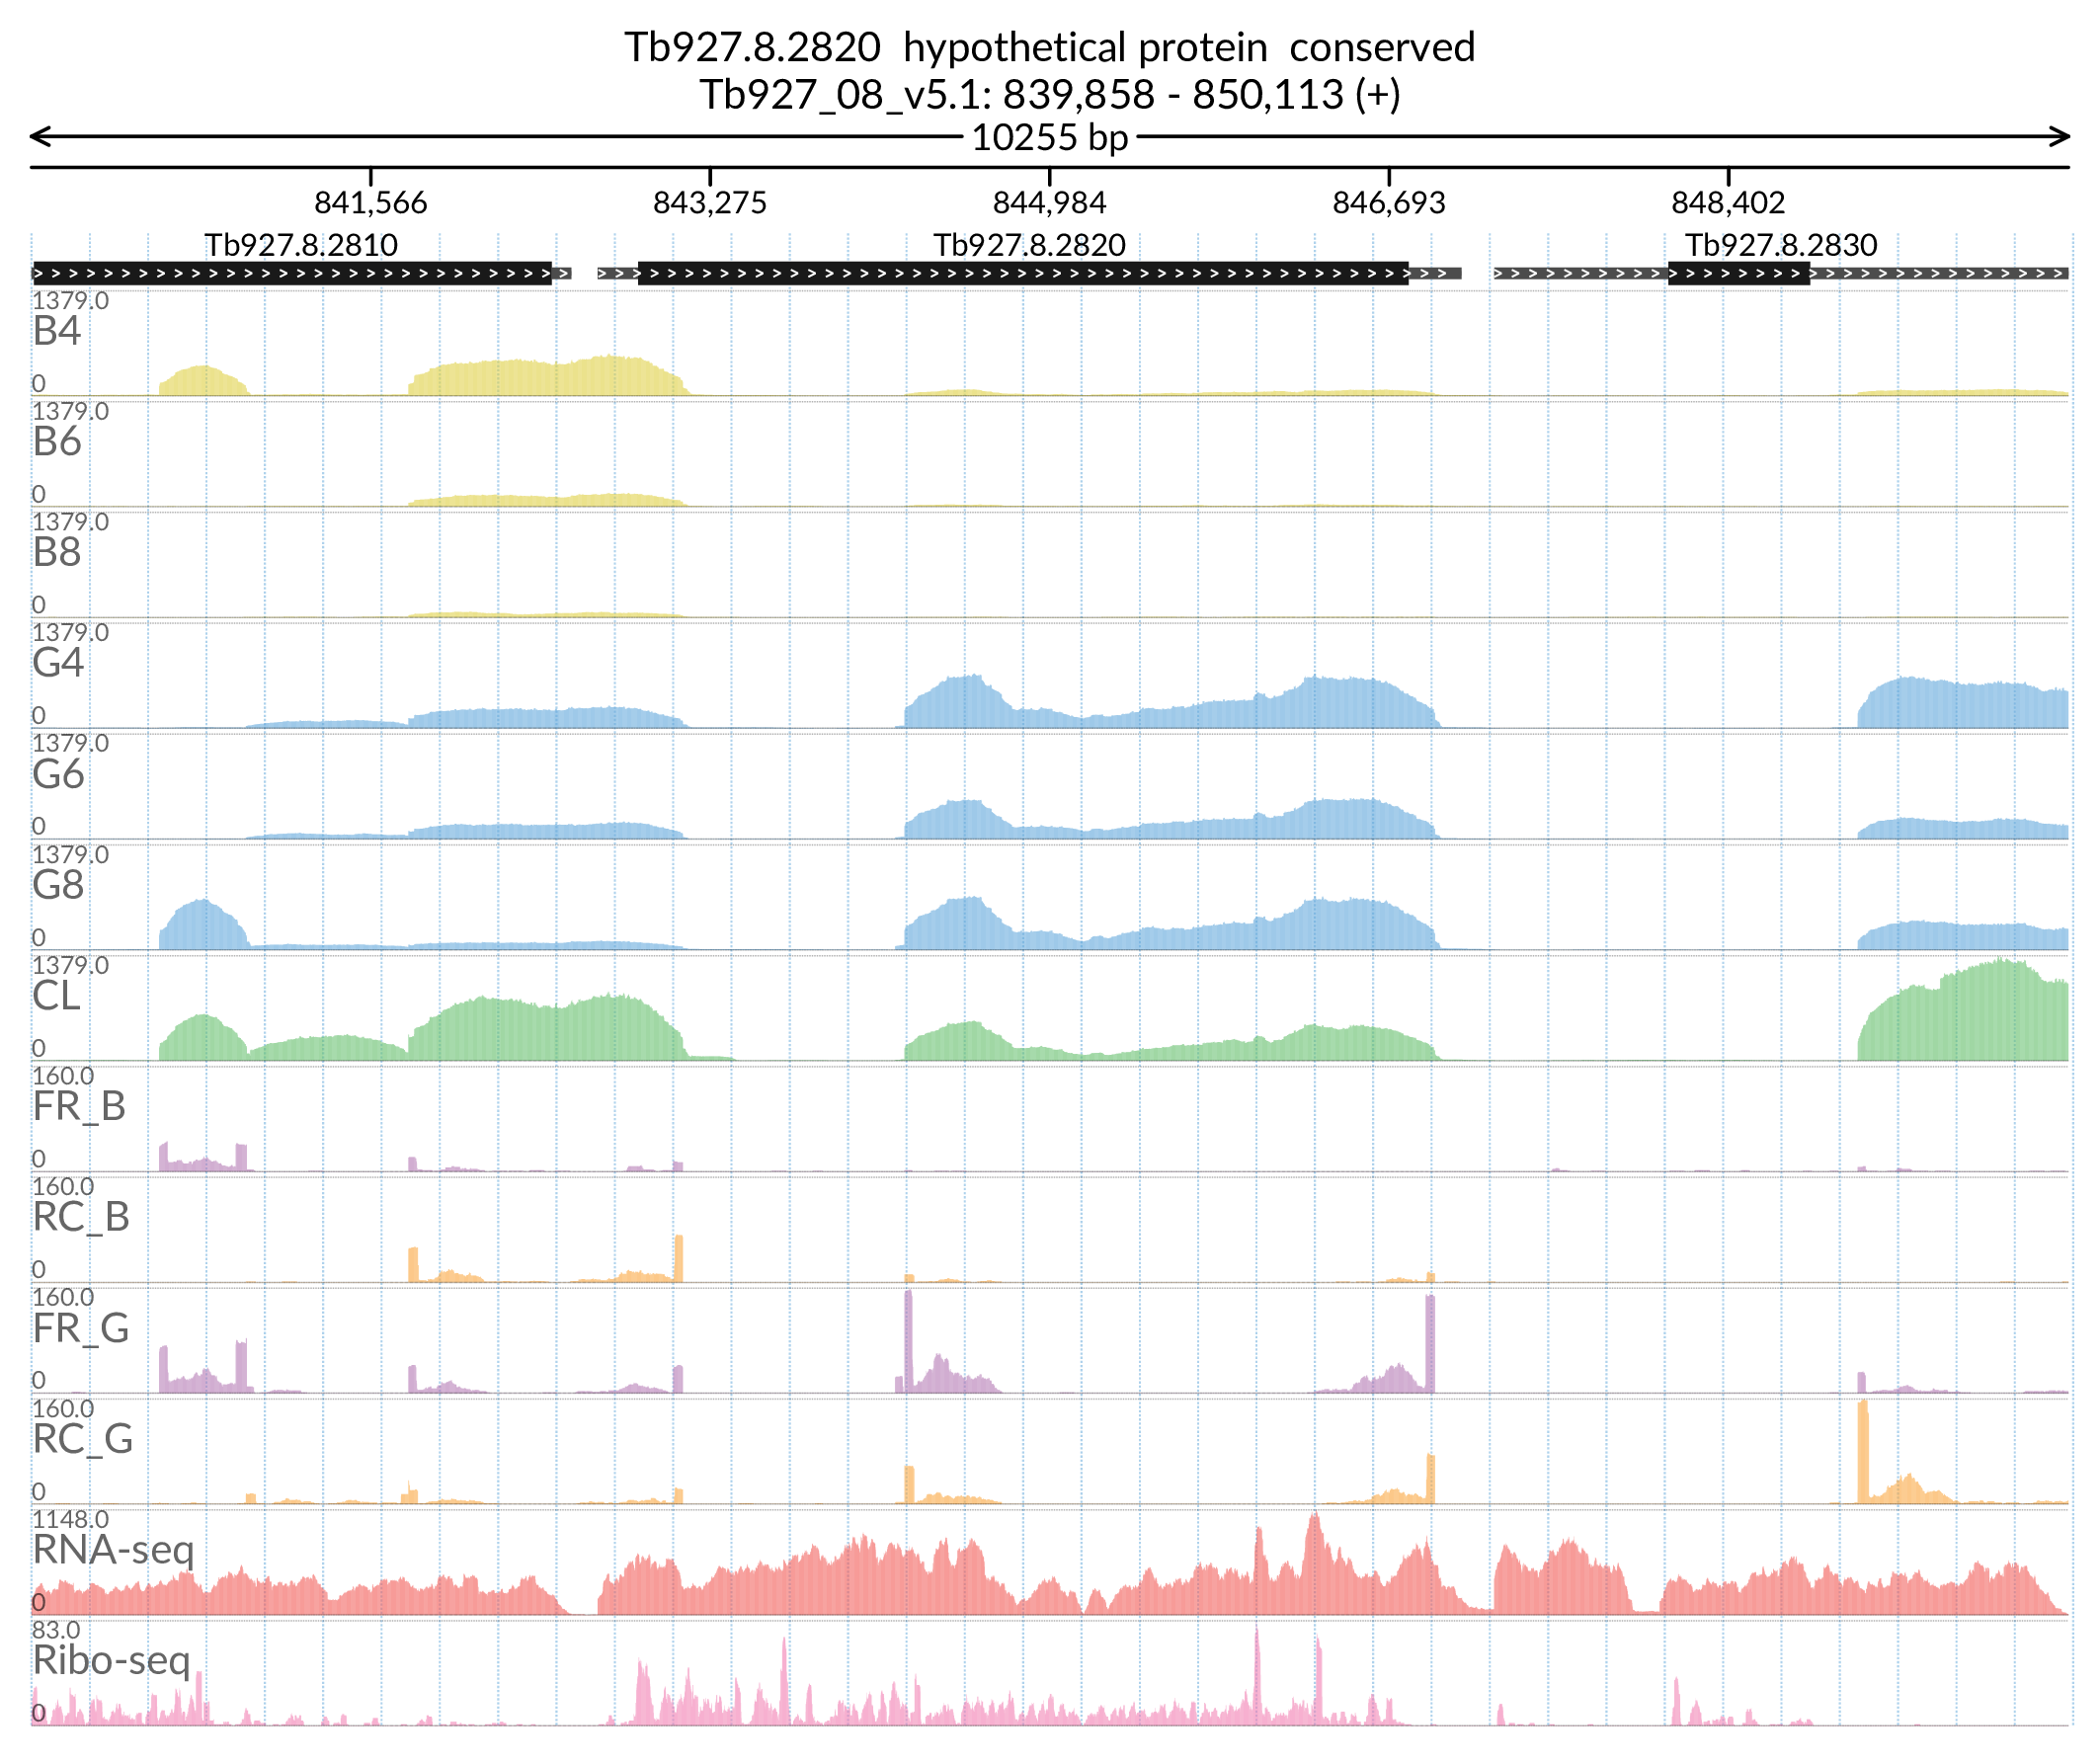 Tb927.8.2820  hypothetical protein  conserved
Tb927_08_v5.1: 839,858 - 850,113 (+)
10255 bp
841,566 843,275 844,984 846,693 848,402
Tb927.8.2810 Tb927.8.2820 Tb927.8.2830
1379.0
B4
0
1379.0
B6
0
1379.0
B8
0
1379.0
G4
0
1379.0
G6
0
1379.0
G8
0
1379.0
CL
0
160.0
FR_B
0
160.0
RC_B
0
160.0
FR_G
0
160.0
RC_G
0
1148.0
RNA-seq
0
83.0
Ribo-seq
0